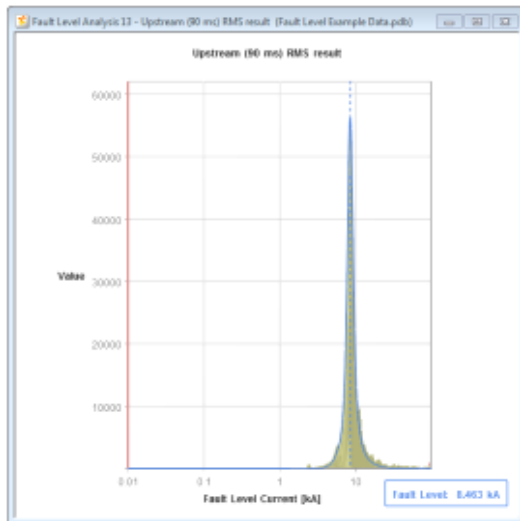 Fault Level Analysis 13 - Upstream (90 ms) RMS result (Fault Level Example Data.pdb)
Upstream (90 ms) RMS result
60000
50000
40000
Value
30000
20000
10000
0.01
0.1
1
10
Fault Level Current [kA]
Fault Level: 8.463 kA